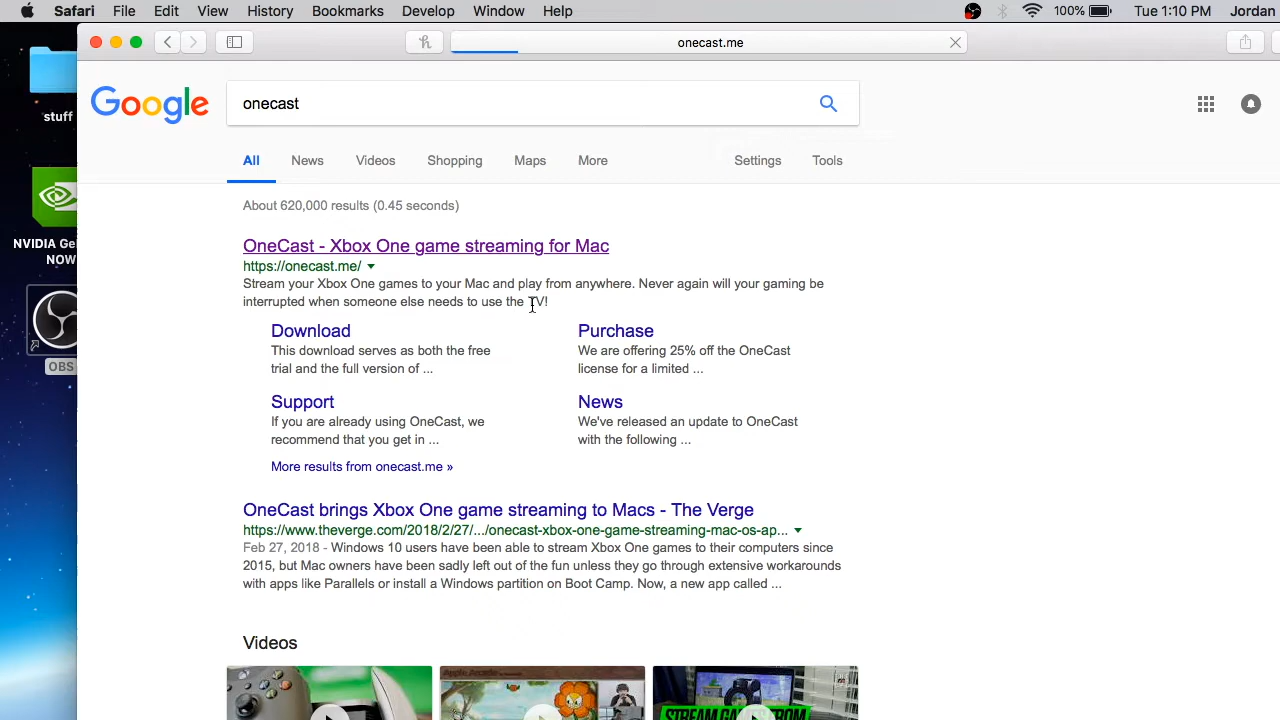 Safari File Edit View History Bookmarks Develop Window Help 100% Tue 1:10 PM Jordan
onecast.me
stuff
Google onecast
All News Videos Shopping Maps More Settings Tools
About 620,000 results (0.45 seconds)
NVIDIA Ge
NOW
OBS
OneCast - Xbox One game streaming for Mac
https://onecast.me/
Stream your Xbox One games to your Mac and play from anywhere. Never again will your gaming be
interrupted when someone else needs to use the TV!
Download
This download serves as both the free
trial and the full version of ...
Purchase
We are offering 25% off the OneCast
license for a limited ...
Support
If you are already using OneCast, we
recommend that you get in ...
News
We've released an update to OneCast
with the following ...
More results from onecast.me »
OneCast brings Xbox One game streaming to Macs - The Verge
https://www.theverge.com/2018/2/27/.../onecast-xbox-one-game-streaming-mac-os-ap...
Feb 27, 2018 - Windows 10 users have been able to stream Xbox One games to their computers since
2015, but Mac owners have been sadly left out of the fun unless they go through extensive workarounds
with apps like Parallels or install a Windows partition on Boot Camp. Now, a new app called ...
Videos
Apple Arcade
STREAM GAMES FROM